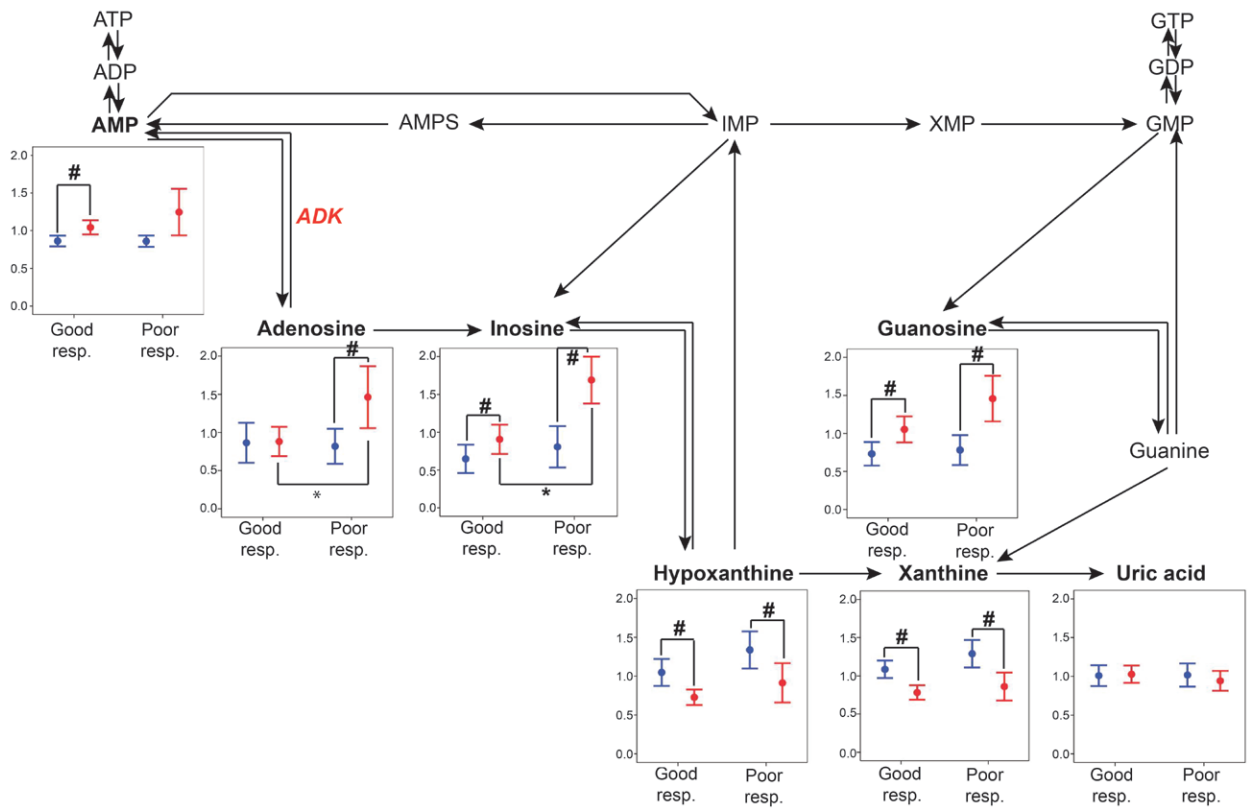 ATP
GTP
ADP
GDP
AMP
AMPS
IMP
XMP
GMP
2.0
1.5
1.0
0.5
0.0
#
Good
resp.
Poor
resp.
ADK
Adenosine
2.0
1.5
1.0
0.5
0.0
#
*
Good
resp.
Poor
resp.
Inosine
2.0
1.5
1.0
0.5
0.0
#
#
*
Good
resp.
Poor
resp.
Guanosine
2.0
1.5
1.0
0.5
0.0
#
#
Good
resp.
Poor
resp.
Guanine
Hypoxanthine
2.0
1.5
1.0
0.5
0.0
#
#
Good
resp.
Poor
resp.
Xanthine
2.0
1.5
1.0
0.5
0.0
#
#
Good
resp.
Poor
resp.
Uric acid
2.0
1.5
1.0
0.5
0.0
Good
resp.
Poor
resp.